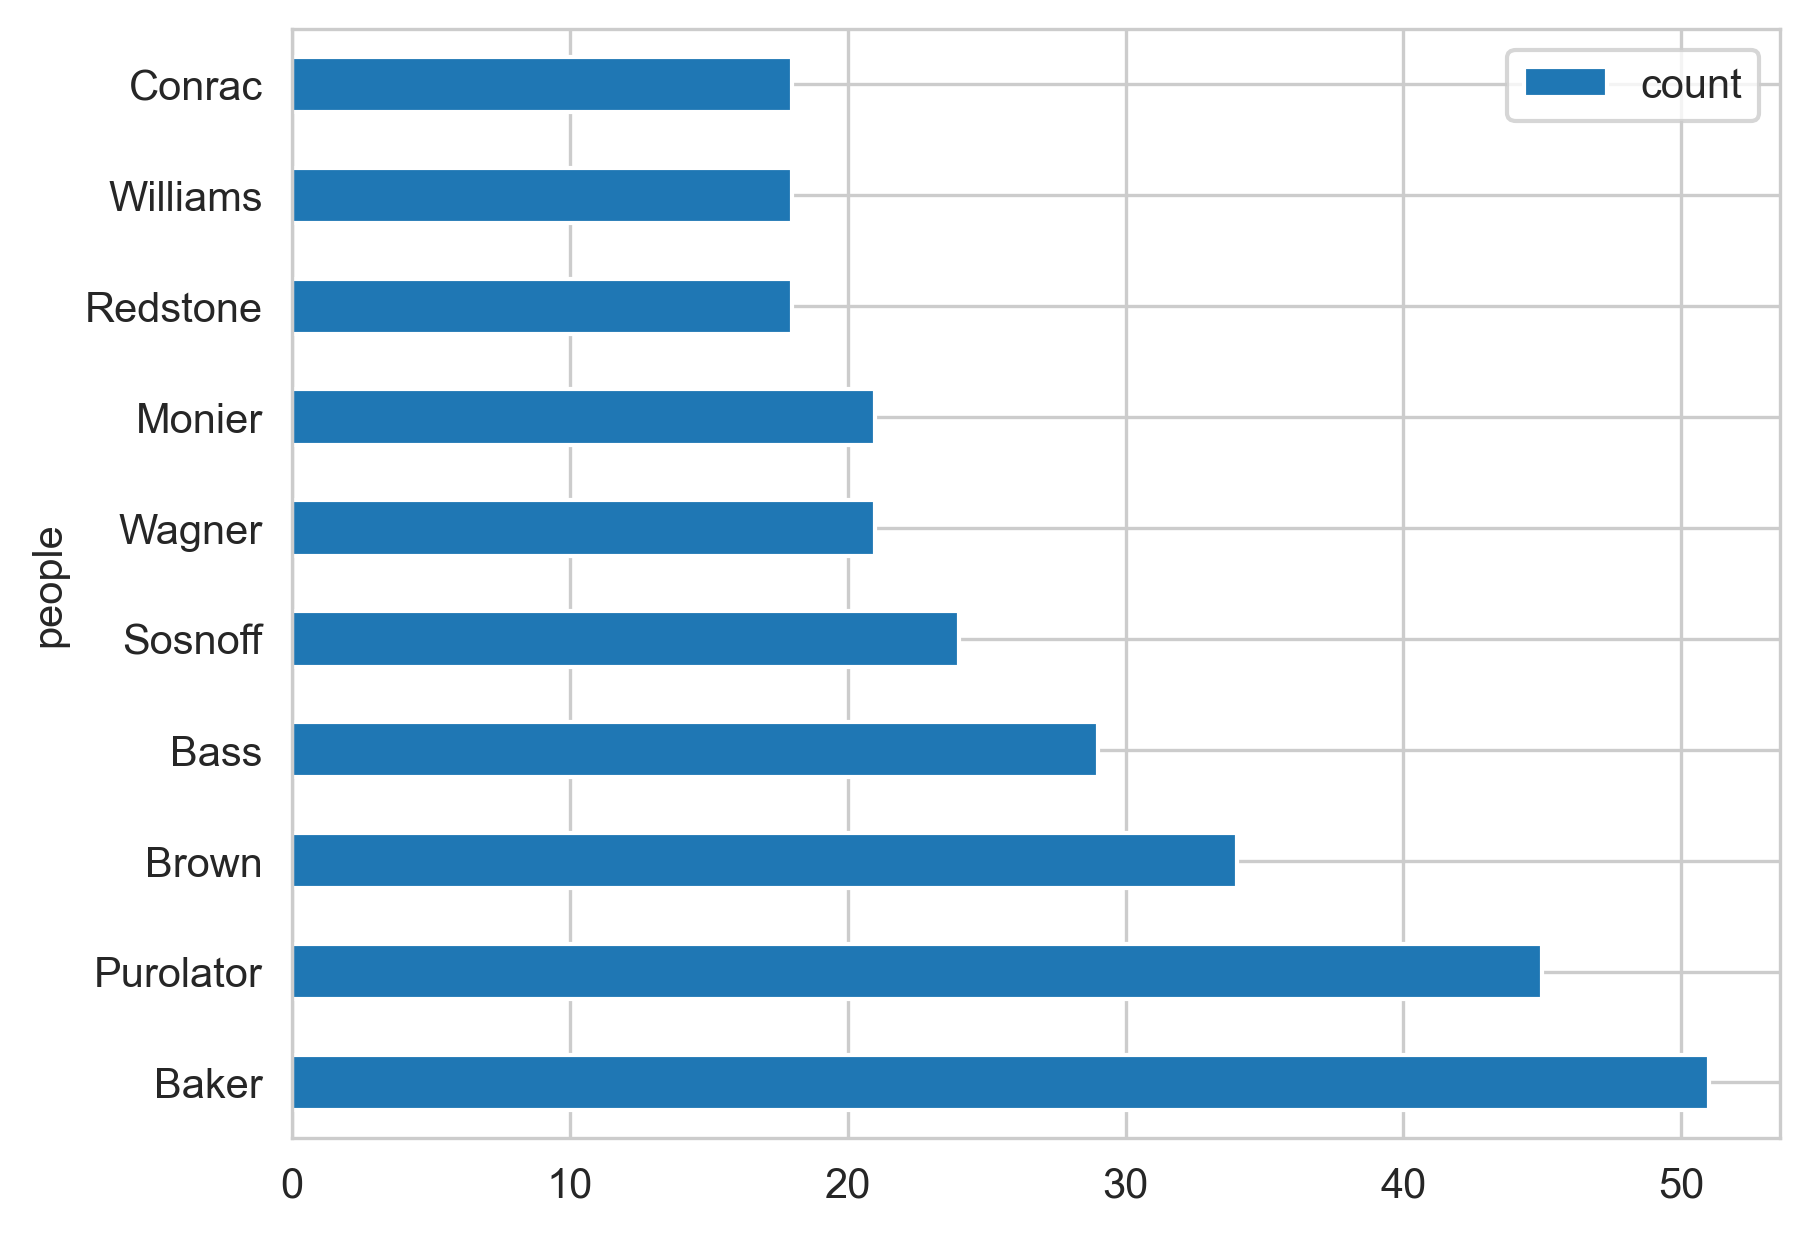 count
people
Conrac
Williams
Redstone
Monier
Wagner
Sosnoff
Bass
Brown
Purolator
Baker
0 10 20 30 40 50